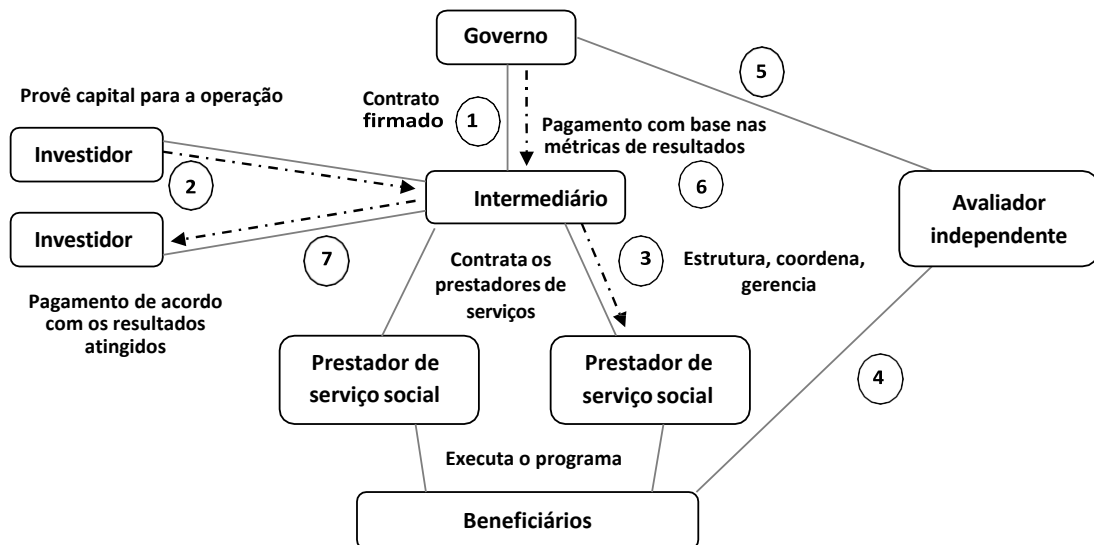 Governo
5
Provê capital para a operação
Contrato
firmado
1
Pagamento com base nas
métricas de resultados
Investidor
2
6
Intermediário
Avaliador
independente
Investidor
7
Contrata os
prestadores de
serviços
3
Estrutura, coordena,
gerencia
Pagamento de acordo
com os resultados
atingidos
Prestador de
serviço social
Prestador de
serviço social
4
Executa o programa
Beneficiários